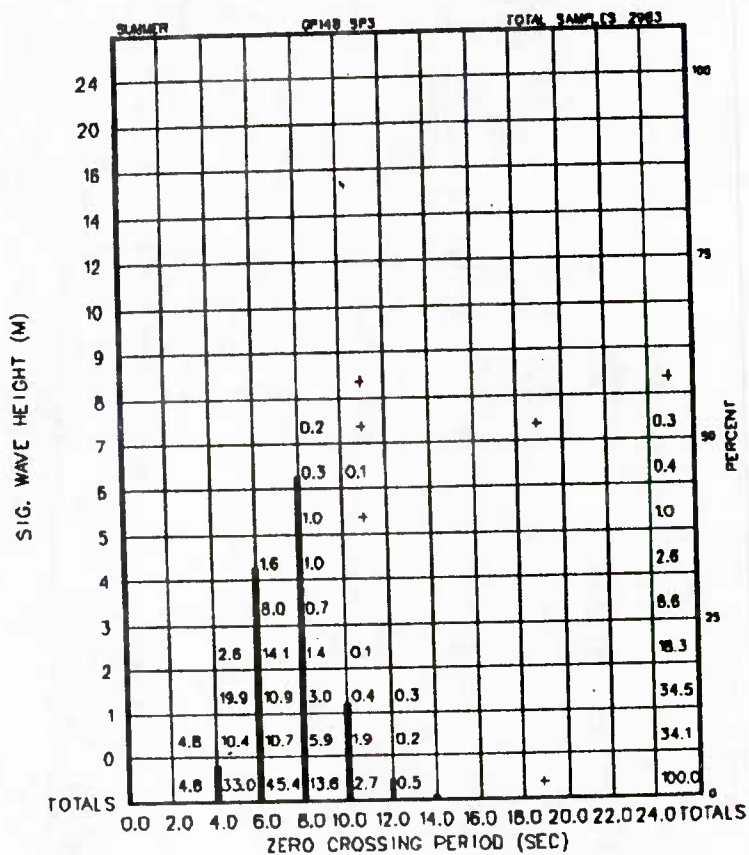 SUMMER TOTAL SAMPLES 2963
24 100
20
16
14
12 75
10
9 +
8 +
7 0.2 + + 0.3 50
6 0.3 0.1 0.4
5 1.0 + 1.0
4 1.6 1.0 2.6
3 8.0 0.7 8.6 25
2 2.6 14.1 1.4 0.1 18.3
1 19.9 10.9 3.0 0.4 0.3 34.5
0 4.8 10.4 10.7 5.9 1.9 0.2 34.1
TOTALS 4.8 33.0 45.4 13.6 2.7 0.5 + 100.0 0
0.0 2.0 4.0 6.0 8.0 10.0 12.0 14.0 16.0 18.0 20.0 22.0 24.0 TOTALS
ZERO CROSSING PERIOD (SEC)
SIG. WAVE HEIGHT (M)
PERCENT